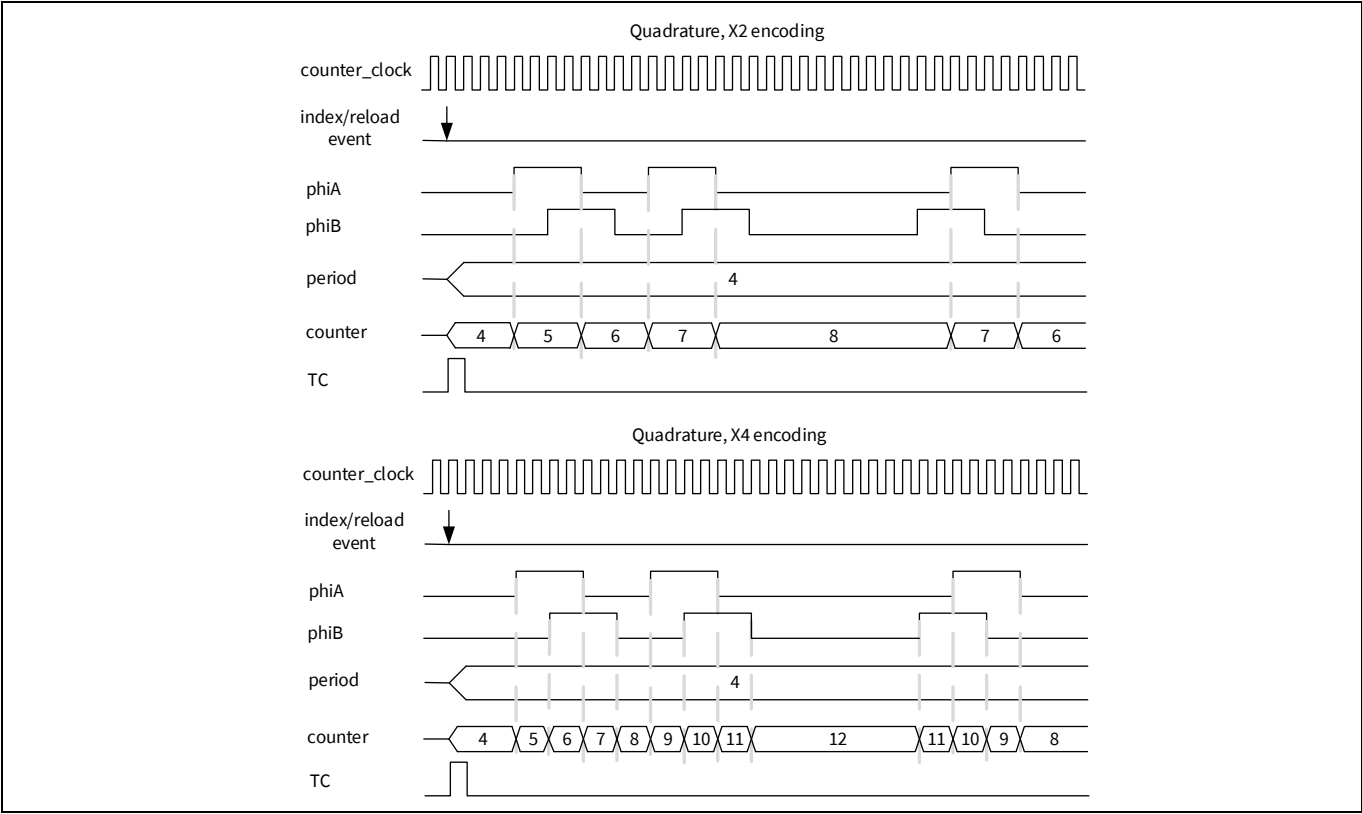 Quadrature, X2 encoding
counter_clock
index/reload
event
phiA
phiB
period
4
counter
4 5 6 7 8 7 6
TC
Quadrature, X4 encoding
counter_clock
index/reload
event
phiA
phiB
period
4
counter
4 5 6 7 8 9 10 11 12 11 10 9 8
TC